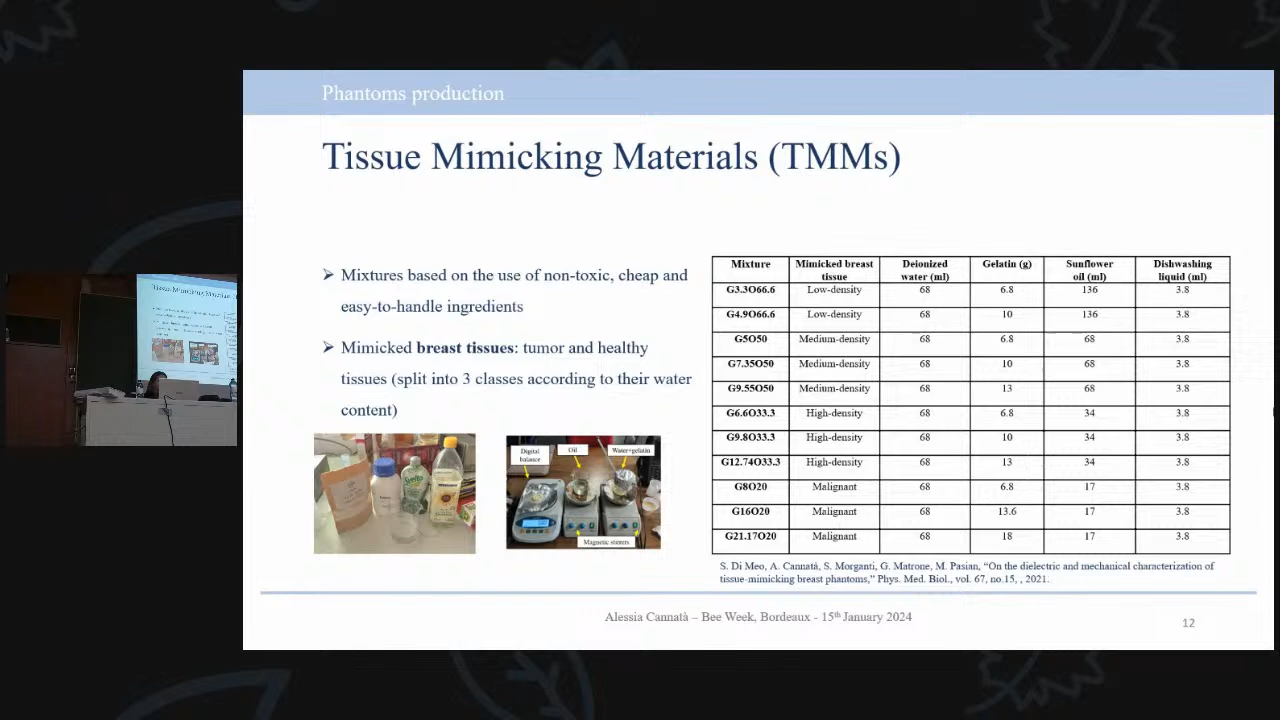 Phantoms production
Tissue Mimicking Materials (TMMs)
➢ Mixtures based on the use of non-toxic, cheap and
easy-to-handle ingredients
➢ Mimicked breast tissues: tumor and healthy
tissues (split into 3 classes according to their water
content)
Digital
balance
Oil
Water+gelatin
Magnetic stirrers
Mixture Mimicked breast tissue Deionized water (ml) Gelatin (g) Sunflower oil (ml) Dishwashing liquid (ml)
G3.3O66.6 Low-density 68 6.8 136 3.8
G4.9O66.6 Low-density 68 10 136 3.8
G5O50 Medium-density 68 6.8 68 3.8
G7.35O50 Medium-density 68 10 68 3.8
G9.55O50 Medium-density 68 13 68 3.8
G6.6O33.3 High-density 68 6.8 34 3.8
G9.8O33.3 High-density 68 10 34 3.8
G12.74O33.3 High-density 68 13 34 3.8
G8O20 Malignant 68 6.8 17 3.8
G16O20 Malignant 68 13.6 17 3.8
G21.17O20 Malignant 68 18 17 3.8
S. Di Meo, A. Cannatà, S. Morganti, G. Matrone, M. Pasian, “On the dielectric and mechanical characterization of
tissue-mimicking breast phantoms,” Phys. Med. Biol., vol. 67, no.15, , 2021.
Alessia Cannatà – Bee Week, Bordeaux - 15th January 2024
12